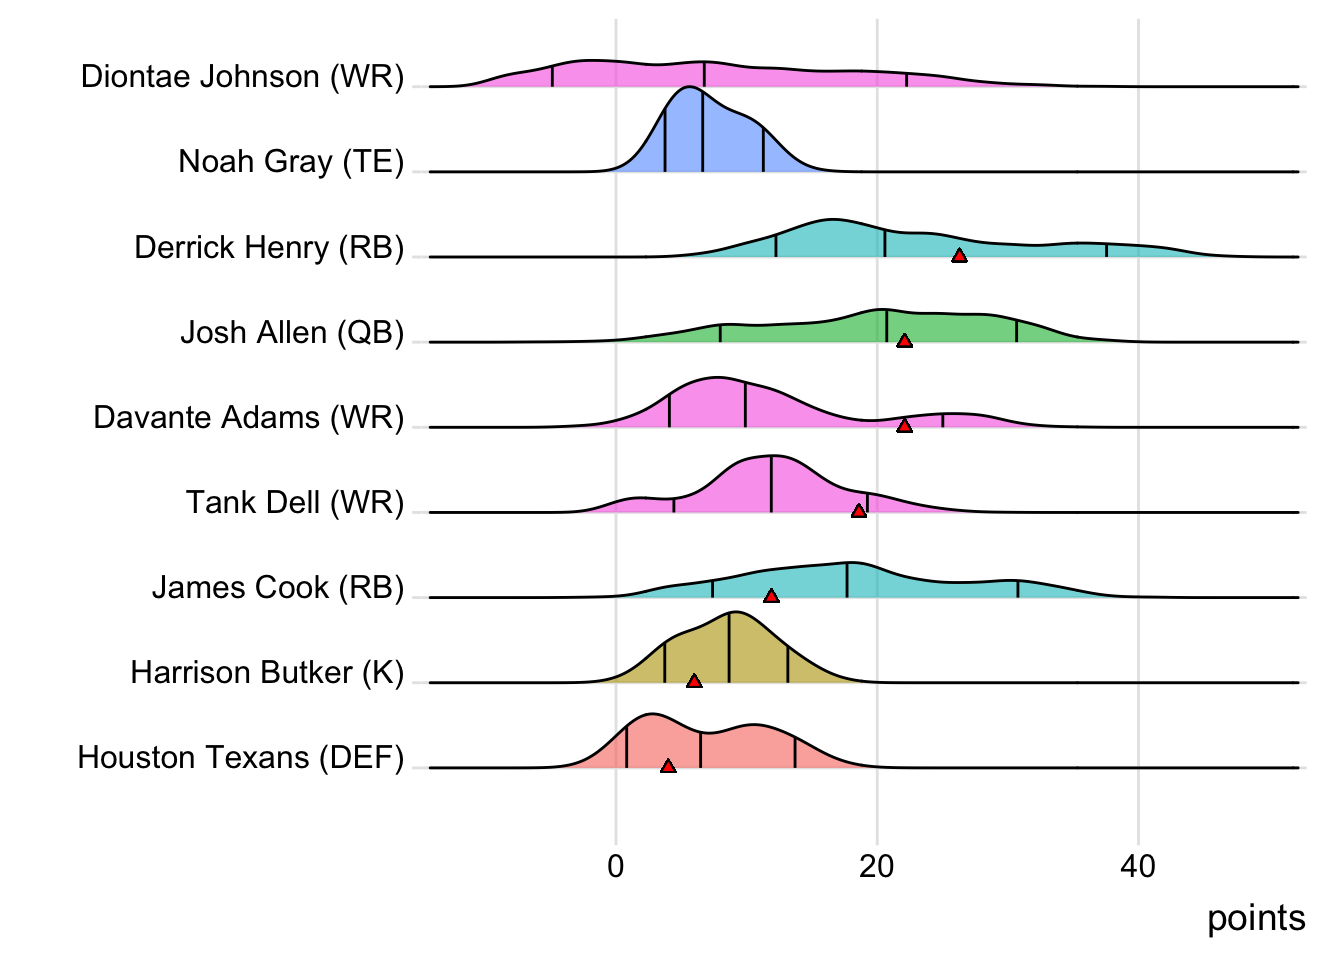 Diontae Johnson (WR)
Noah Gray (TE)
Derrick Henry (RB)
Josh Allen (QB)
Davante Adams (WR)
Tank Dell (WR)
James Cook (RB)
Harrison Butker (K)
Houston Texans (DEF)
0 20 40
points